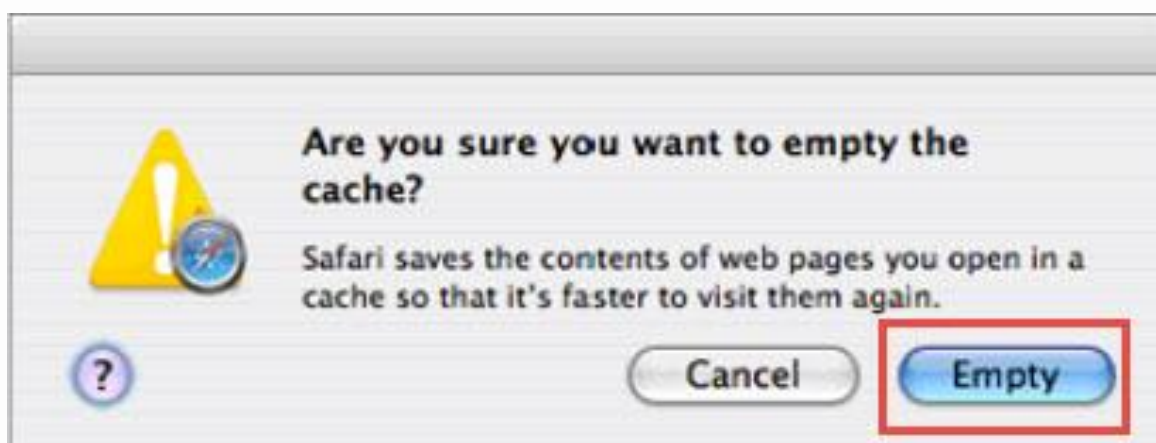 Are you sure you want to empty the
cache?
Safari saves the contents of web pages you open in a
cache so that it's faster to visit them again.
?
Cancel
Empty